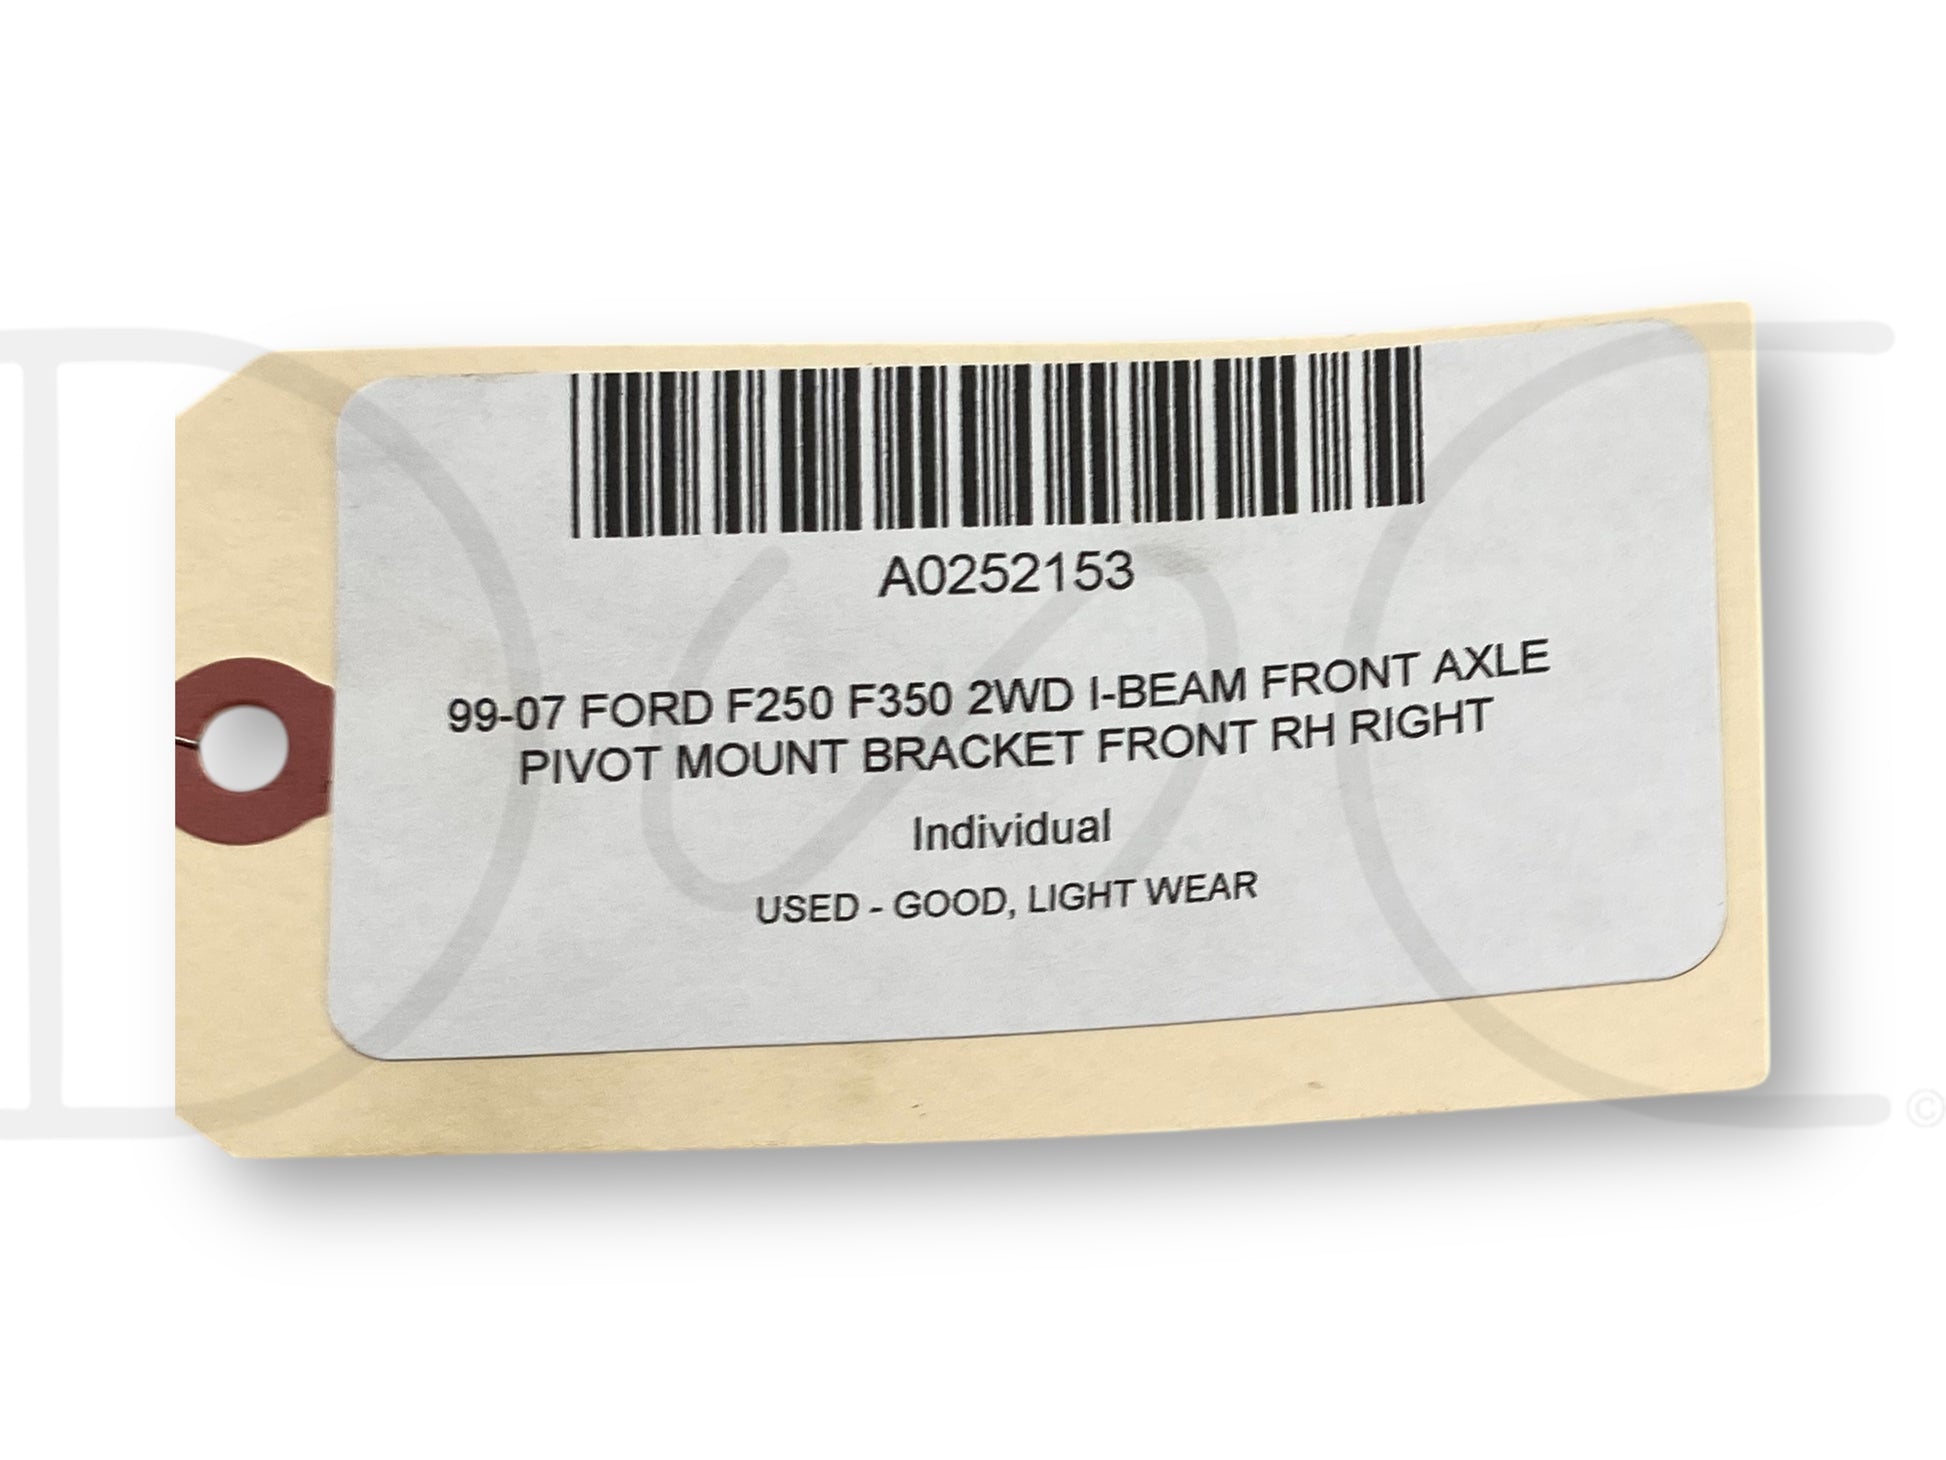 A0252153
99-07 FORD F250 F350 2WD I-BEAM FRONT AXLE
PIVOT MOUNT BRACKET FRONT RH RIGHT
Individual
USED - GOOD, LIGHT WEAR
©